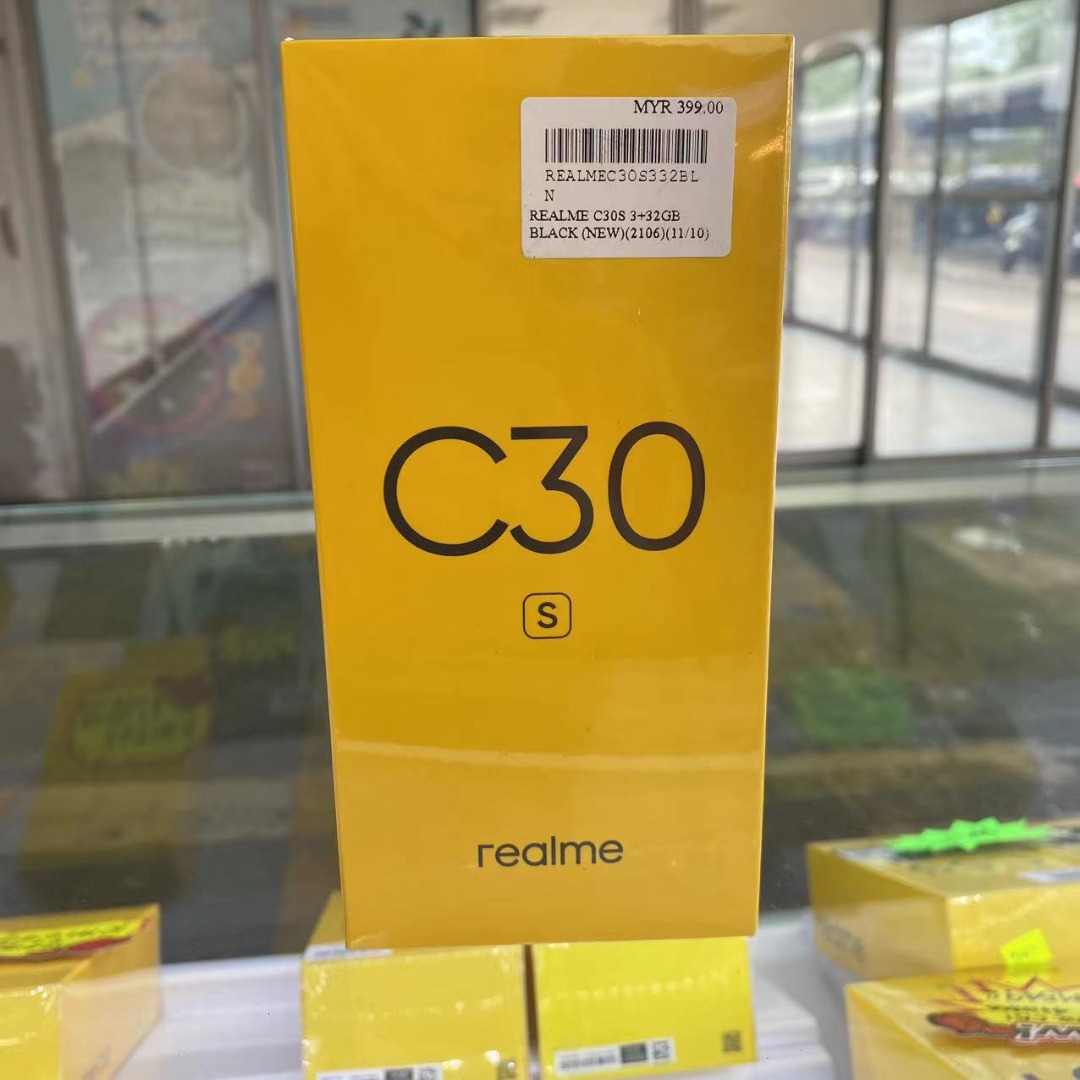 MYR 399.00
REALMEC30S332BL
N
REALME C30S 3+32GB
BLACK (NEW)(2106)(11/10)
C30
S
realme